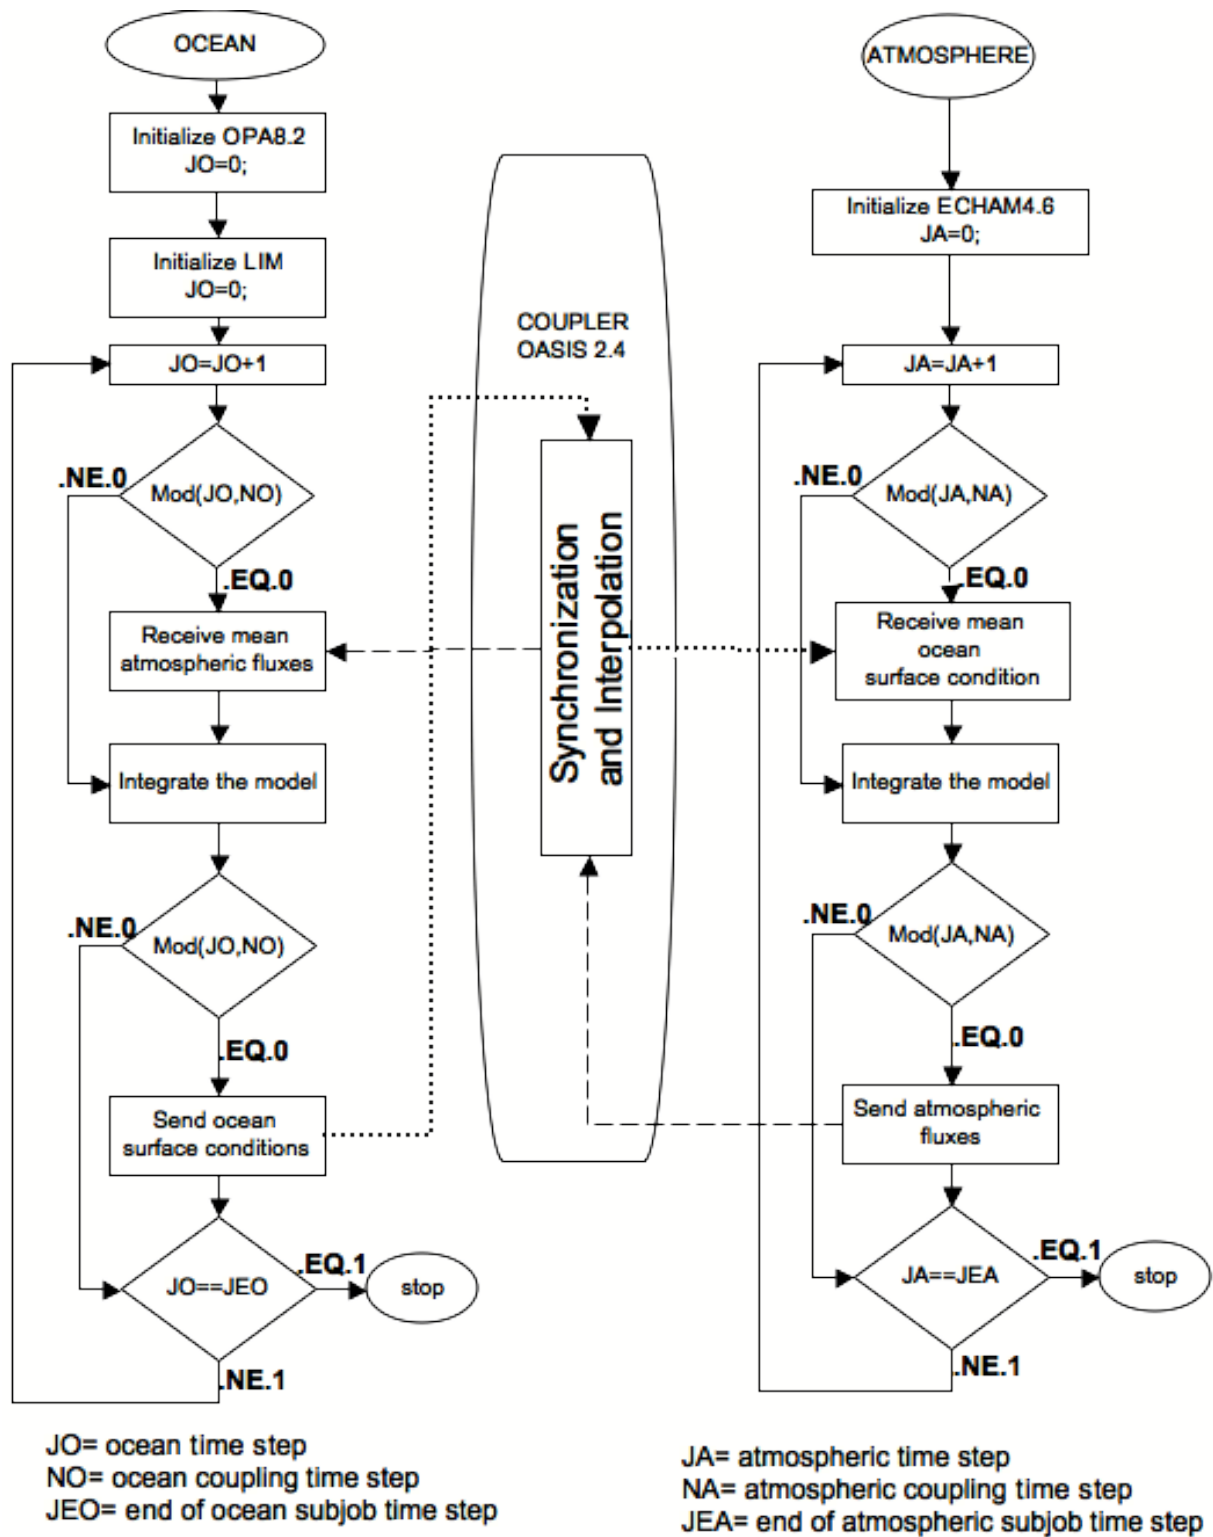 OCEAN
Initialize OPA8.2
JO=0;
Initialize LIM
JO=0;
JO=JO+1
.NE.0
Mod(JO,NO)
.EQ.0
Receive mean
atmospheric fluxes
Integrate the model
.NE.0
Mod(JO,NO)
.EQ.0
Send ocean
surface conditions
JO==JEO
.EQ.1
stop
.NE.1
COUPLER
OASIS 2.4
Synchronization
and Interpolation
ATMOSPHERE
Initialize ECHAM4.6
JA=0;
JA=JA+1
.NE.0
Mod(JA,NA)
.EQ.0
Receive mean
ocean
surface condition
Integrate the model
.NE.0
Mod(JA,NA)
.EQ.0
Send atmospheric
fluxes
JA==JEA
.EQ.1
stop
.NE.1
JO= ocean time step
NO= ocean coupling time step
JEO= end of ocean subjob time step
JA= atmospheric time step
NA= atmospheric coupling time step
JEA= end of atmospheric subjob time step